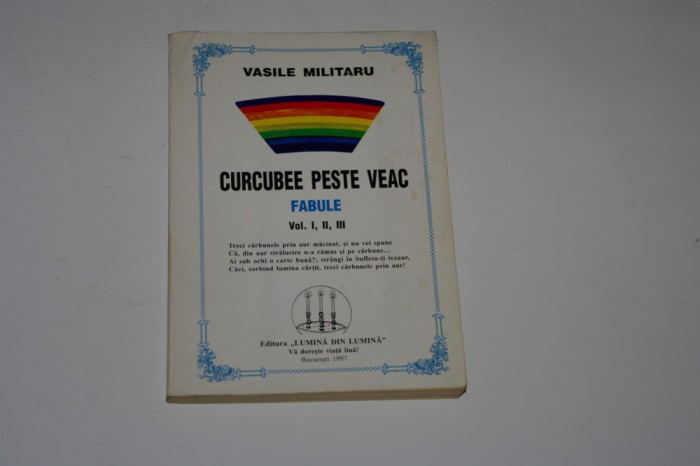 VASILE MILITARU
CURCUBEE PESTE VEAC
FABULE
Vol. I, II, III
Treci cărbunele prin aur măcinat, și nu vei spune
Că, din aur strălucire n-a rămas și pe cărbune...
Ai sub ochi o carte bună?; strângi în Sufletu-ți tezaur,
Căci, sorbind lumina cărții, treci cărbunele prin aur!
Editura „LUMINĂ DIN LUMINĂ"
Vă dorește viață lină!
București 1997